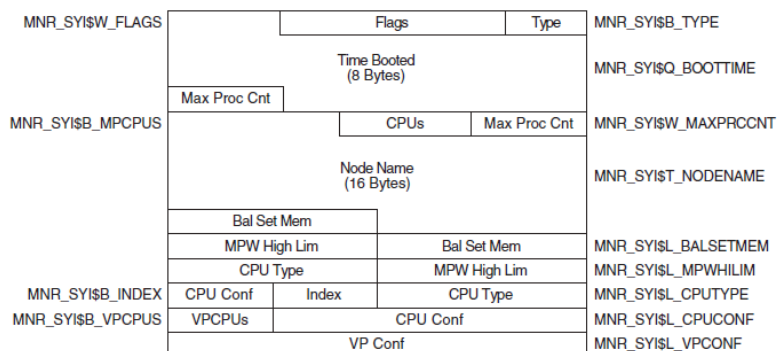 MNR_SYI$W_FLAGS Flags Type MNR_SYI$B_TYPE
Time Booted
(8 Bytes)
MNR_SYI$Q_BOOTTIME
Max Proc Cnt
MNR_SYI$B_MPCPUS CPUs Max Proc Cnt MNR_SYI$W_MAXPRCCNT
Node Name
(16 Bytes)
MNR_SYI$T_NODENAME
Bal Set Mem
MPW High Lim Bal Set Mem MNR_SYI$L_BALSETMEM
CPU Type MPW High Lim MNR_SYI$L_MPWHILIM
MNR_SYI$B_INDEX CPU Conf Index CPU Type MNR_SYI$L_CPUTYPE
MNR_SYI$B_VPCPUS VPCPUs CPU Conf MNR_SYI$L_CPUCONF
VP Conf MNR_SYI$L_VPCONF